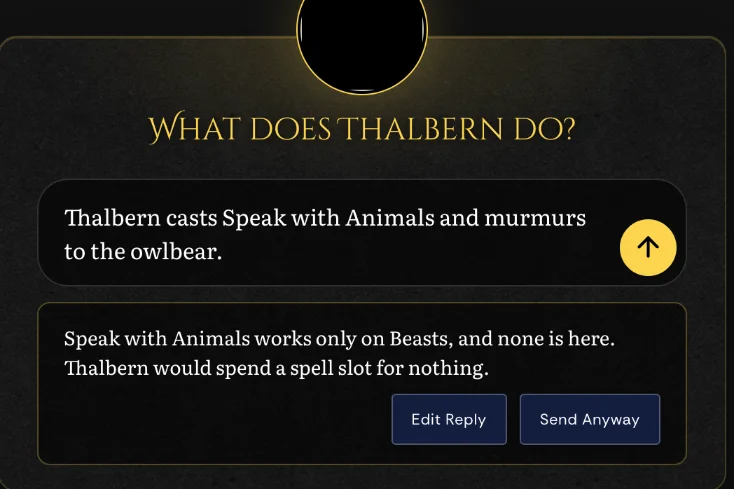 What does Thalbern do?
Thalbern casts Speak with Animals and murmurs
to the owlbear.
Speak with Animals works only on Beasts, and none is here.
Thalbern would spend a spell slot for nothing.
Edit Reply
Send Anyway